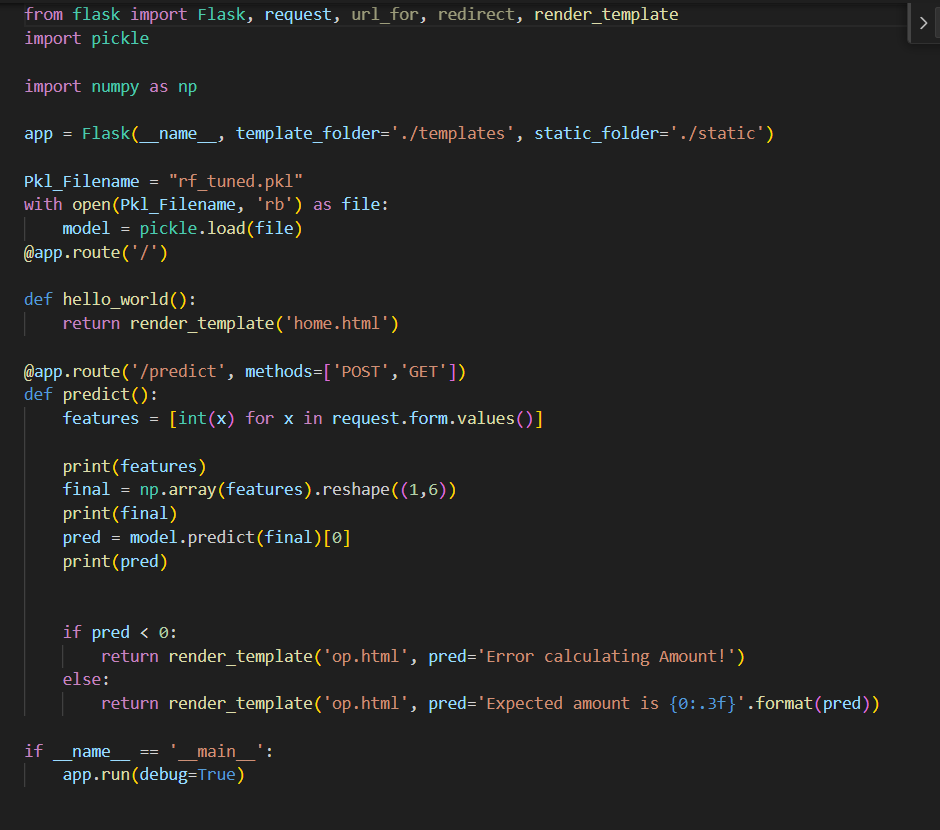 from flask import Flask, request, url_for, redirect, render_template
import pickle
import numpy as np
app = Flask(__name__, template_folder='./templates', static_folder='./static')
Pkl_Filename = "rf_tuned.pkl"
with open(Pkl_Filename, 'rb') as file:
    model = pickle.load(file)
@app.route('/')
def hello_world():
    return render_template('home.html')
@app.route('/predict', methods=['POST','GET'])
def predict():
    features = [int(x) for x in request.form.values()]
    print(features)
    final = np.array(features).reshape((1,6))
    print(final)
    pred = model.predict(final)[0]
    print(pred)
    if pred < 0:
        return render_template('op.html', pred='Error calculating Amount!')
    else:
        return render_template('op.html', pred='Expected amount is {0:.3f}'.format(pred))
if __name__ == '__main__':
    app.run(debug=True)